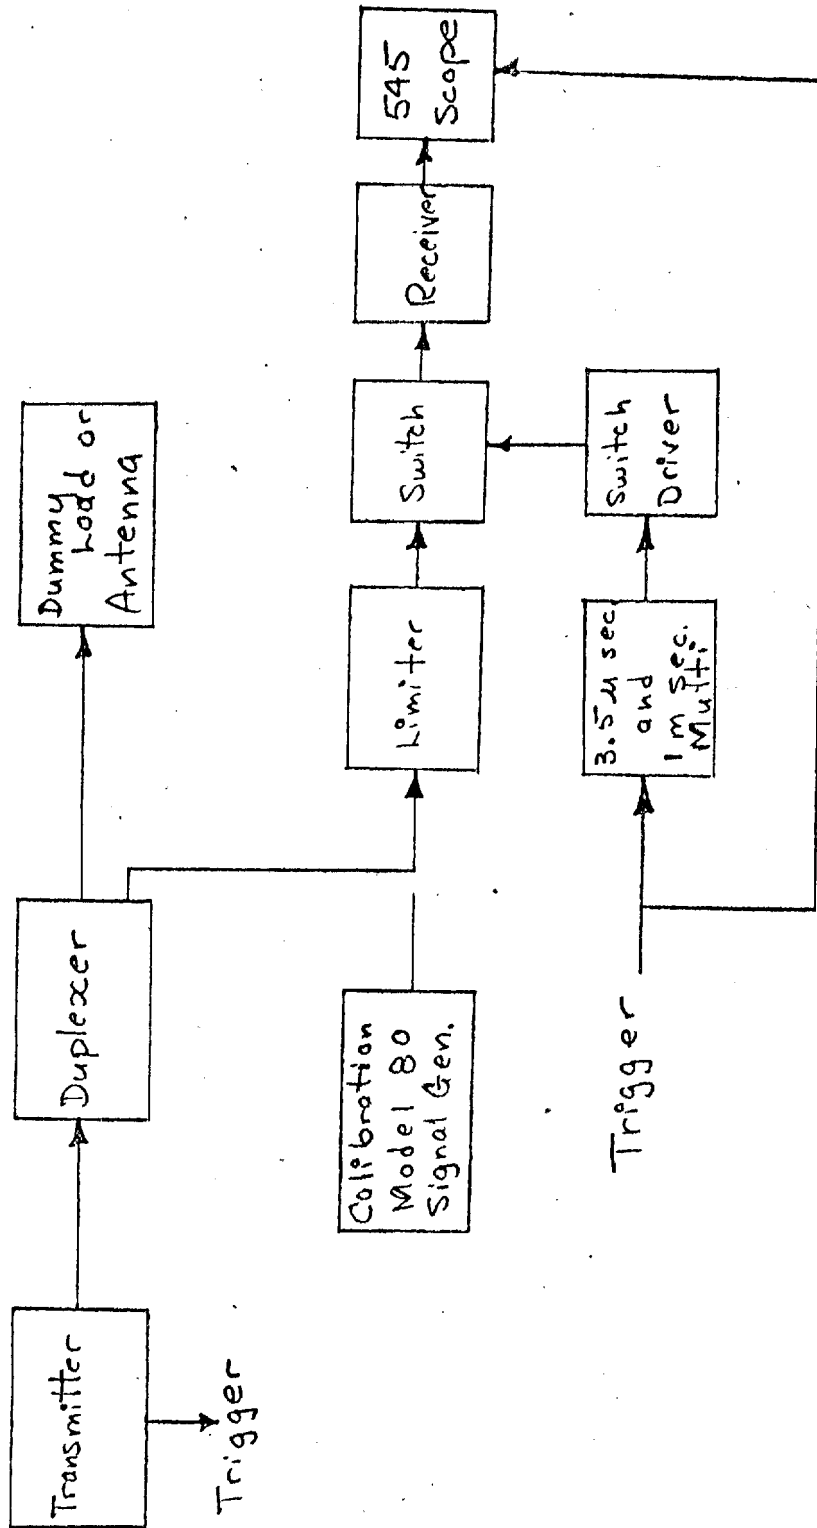 Transmitter
Trigger
Duplexer
Dummy
Load or
Antenna
Calibration
Model 80
Signal Gen.
Limiter
Switch
Receiver
545
Scope
Trigger
3.5 μ sec.
and
1 m sec.
Multi.
Switch
Driver